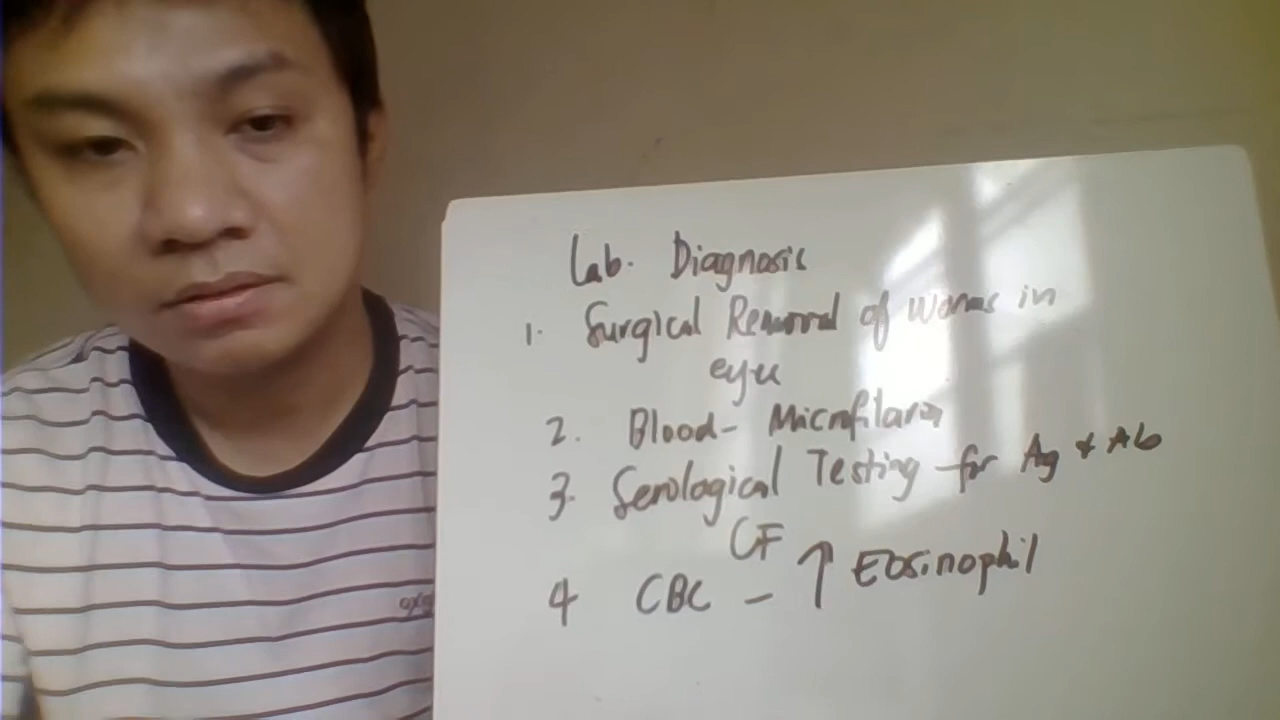 Lab. Diagnosis
1. Surgical Removal of Worms in
eye
2. Blood- Microfilaria
3. Serological Testing for Ag + Ab
CF
4 CBC - ↑ Eosinophil